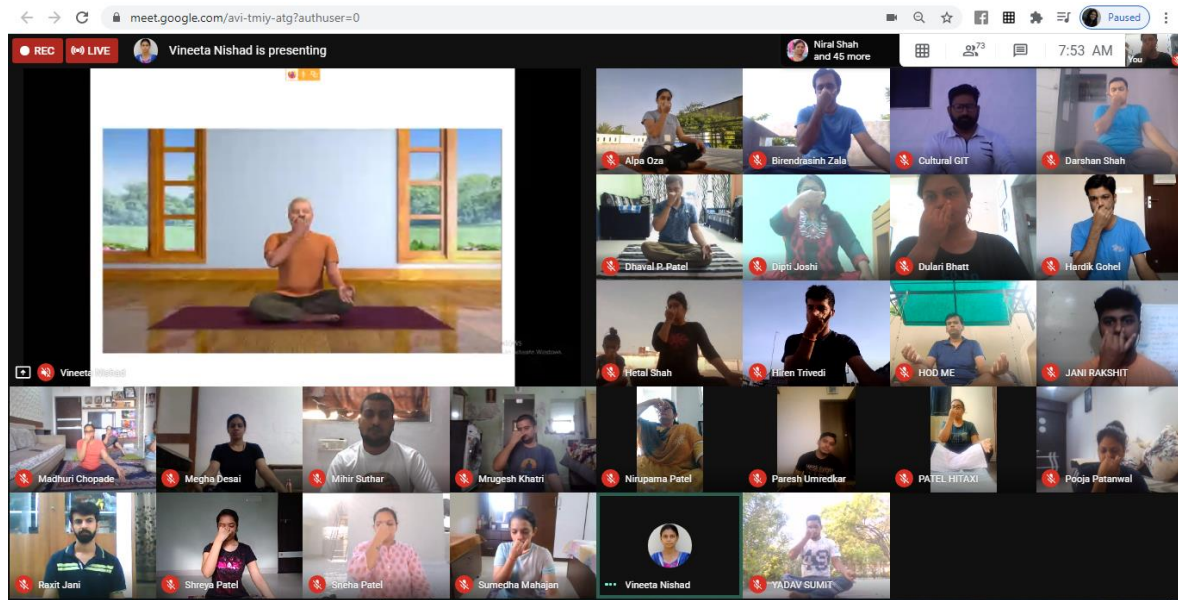 meet.google.com/avi-tmiy-atg?authuser=0
Paused
REC
LIVE
Vineeta Nishad is presenting
Niral Shah
and 45 more
73
7:53 AM
You
Vineeta Nishad
Alpa Oza
Birendrasinh Zala
Cultural GIT
Darshan Shah
Dhaval P. Patel
Dipti Joshi
Dulari Bhatt
Hardik Gohel
Hetal Shah
Hiren Trivedi
HOD ME
JANI RAKSHIT
Madhuri Chopade
Megha Desai
Mihir Suthar
Mrugesh Khatri
Nirupama Patel
Paresh Umredkar
PATEL HITAXI
Pooja Patanwal
Raxit Jani
Shreya Patel
Sneha Patel
Sumedha Mahajan
Vineeta Nishad
YADAV SUMIT
49